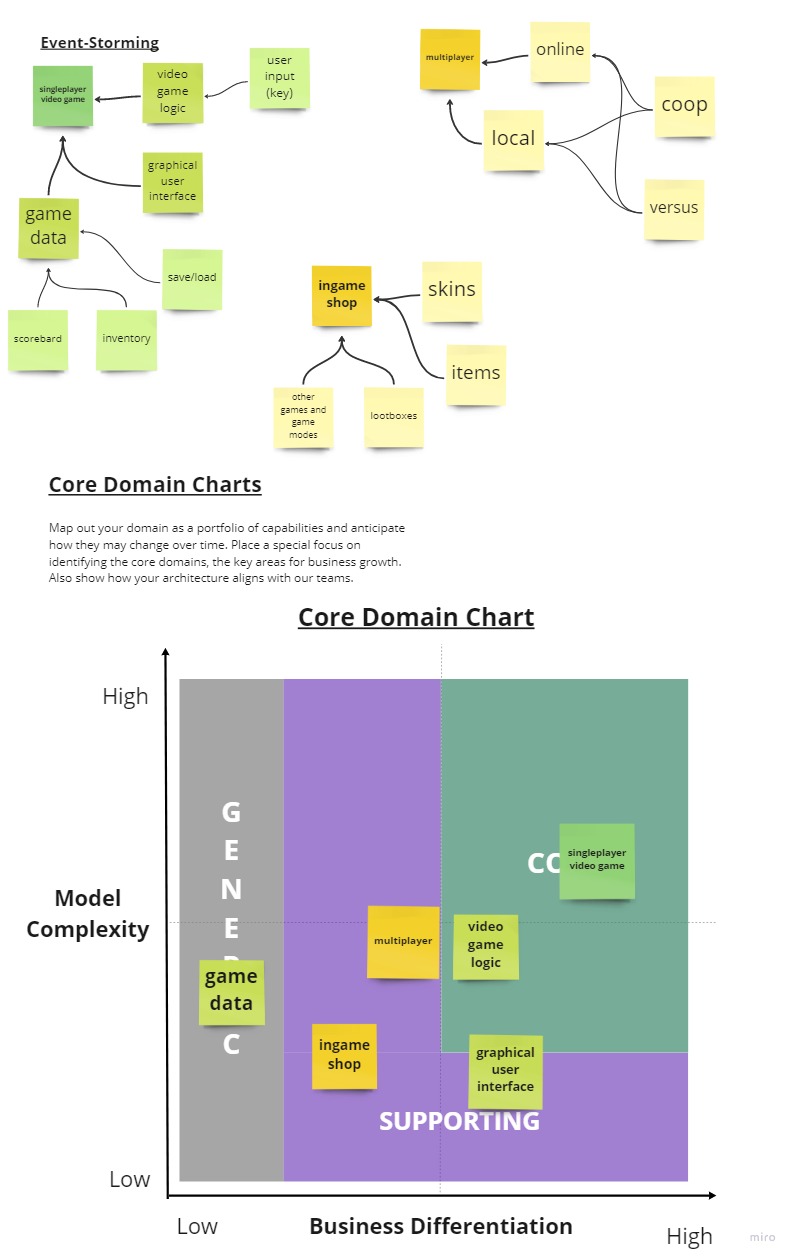 Event-Storming
singleplayer
video game
video
game
logic
user
input
(key)
graphical
user
interface
game
data
save/load
scorebard
inventory
multiplayer
online
coop
local
versus
ingame
shop
skins
items
other
games and
game
modes
lootboxes
Core Domain Charts
Map out your domain as a portfolio of capabilities and anticipate
how they may change over time. Place a special focus on
identifying the core domains, the key areas for business growth.
Also show how your architecture aligns with our teams.
Core Domain Chart
High
Model
Complexity
Low
G
E
N
E
C
CO
singleplayer
video game
multiplayer
video
game
logic
game
data
ingame
shop
graphical
user
interface
SUPPORTING
Low
Business Differentiation
High
miro